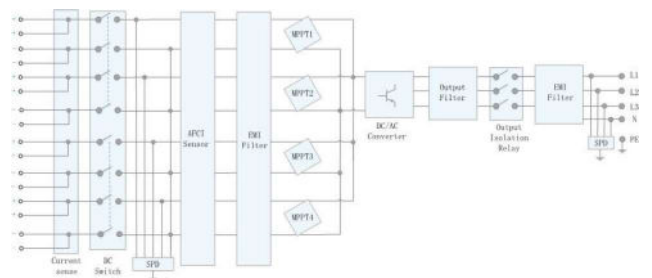 MPPT1
MPPT2
MPPT3
MPPT4
AFCI
Sensor
EMI
Filter
DC/AC
Converter
Output
Filter
Output
Isolation
Relay
EMI
Filter
L1
L2
L3
N
PE
SPD
SPD
Current
sense
DC
Switch